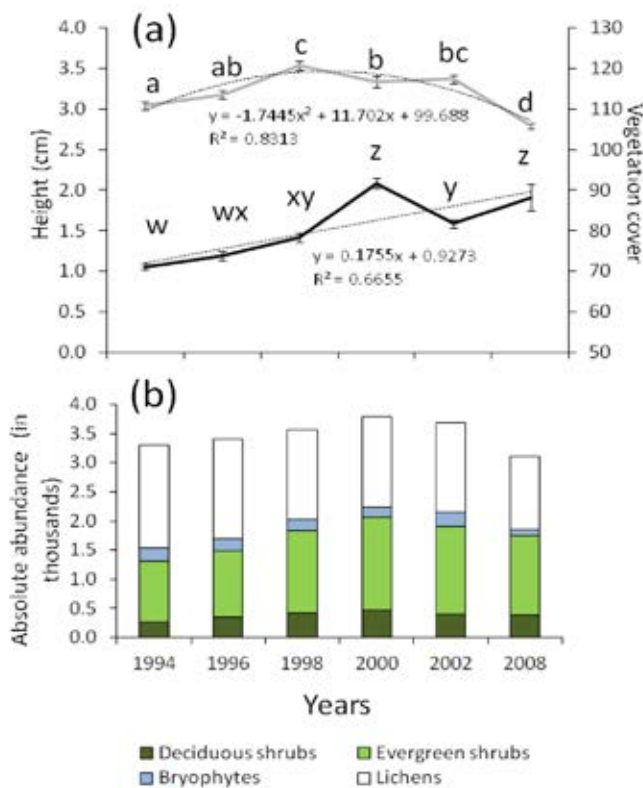 (a)
4.0
3.5
3.0
2.5
2.0
1.5
1.0
0.5
0.0
Height (cm)
a
ab
c
b
bc
d
y = -1.7445x² + 11.702x + 99.688
R² = 0.8313
w
wx
xy
z
y
z
y = 0.1755x + 0.9273
R² = 0.6655
130
120
110
100
90
80
70
60
50
Vegetation cover
(b)
4.0
3.5
3.0
2.5
2.0
1.5
1.0
0.5
0.0
Absolute abundance (in
thousands)
1994 1996 1998 2000 2002 2008
Years
Deciduous shrubs Evergreen shrubs
Bryophytes Lichens